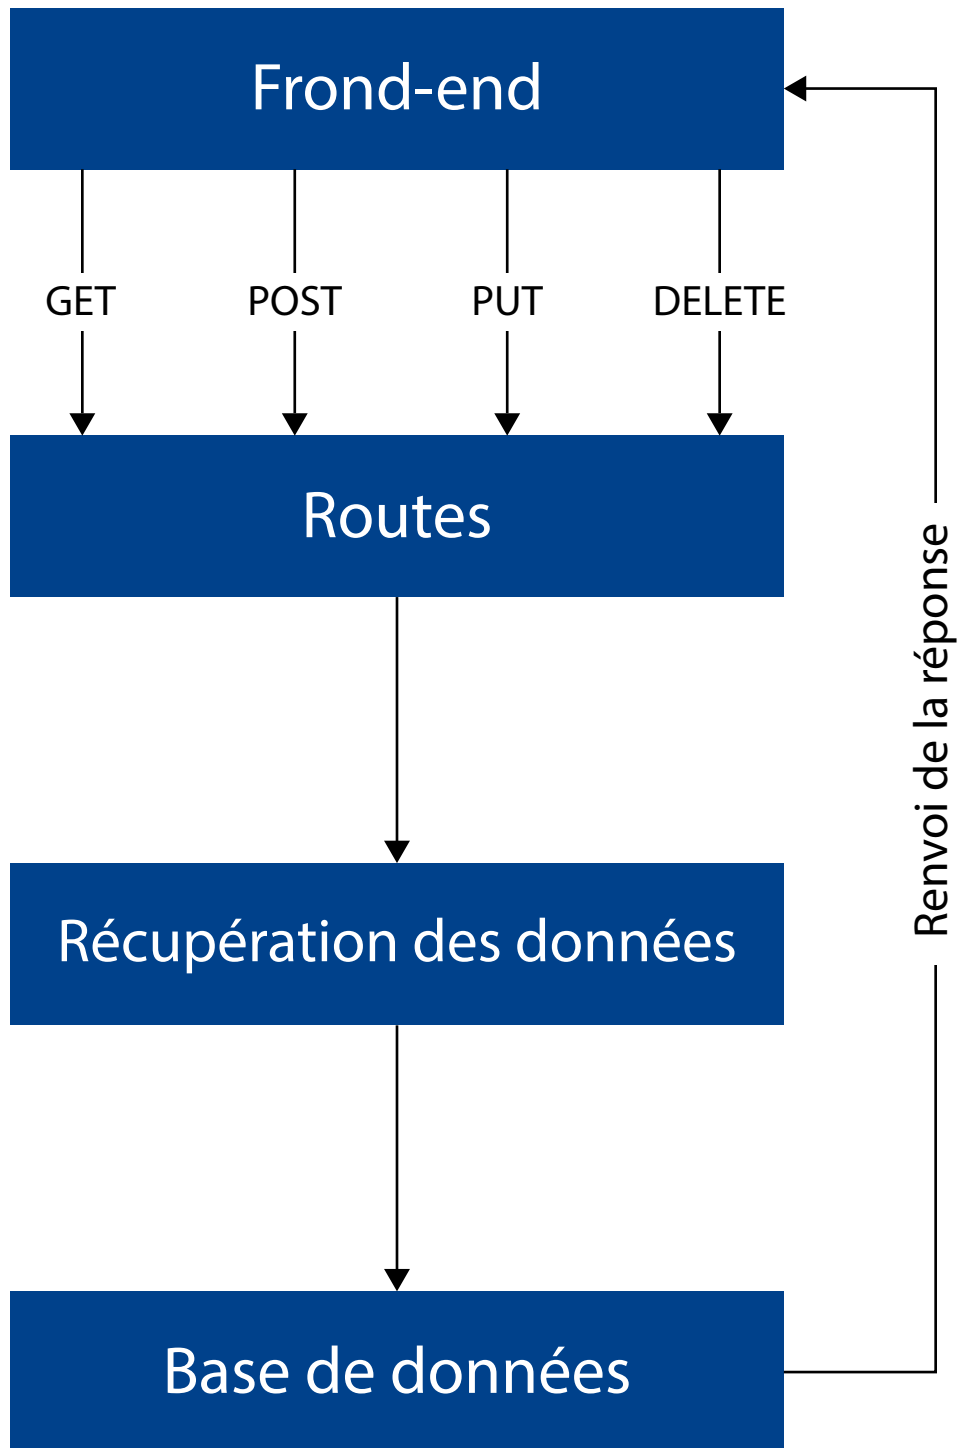 Frond-end
GET
POST
PUT
DELETE
Routes
Renvoi de la réponse
Récupération des données
Base de données